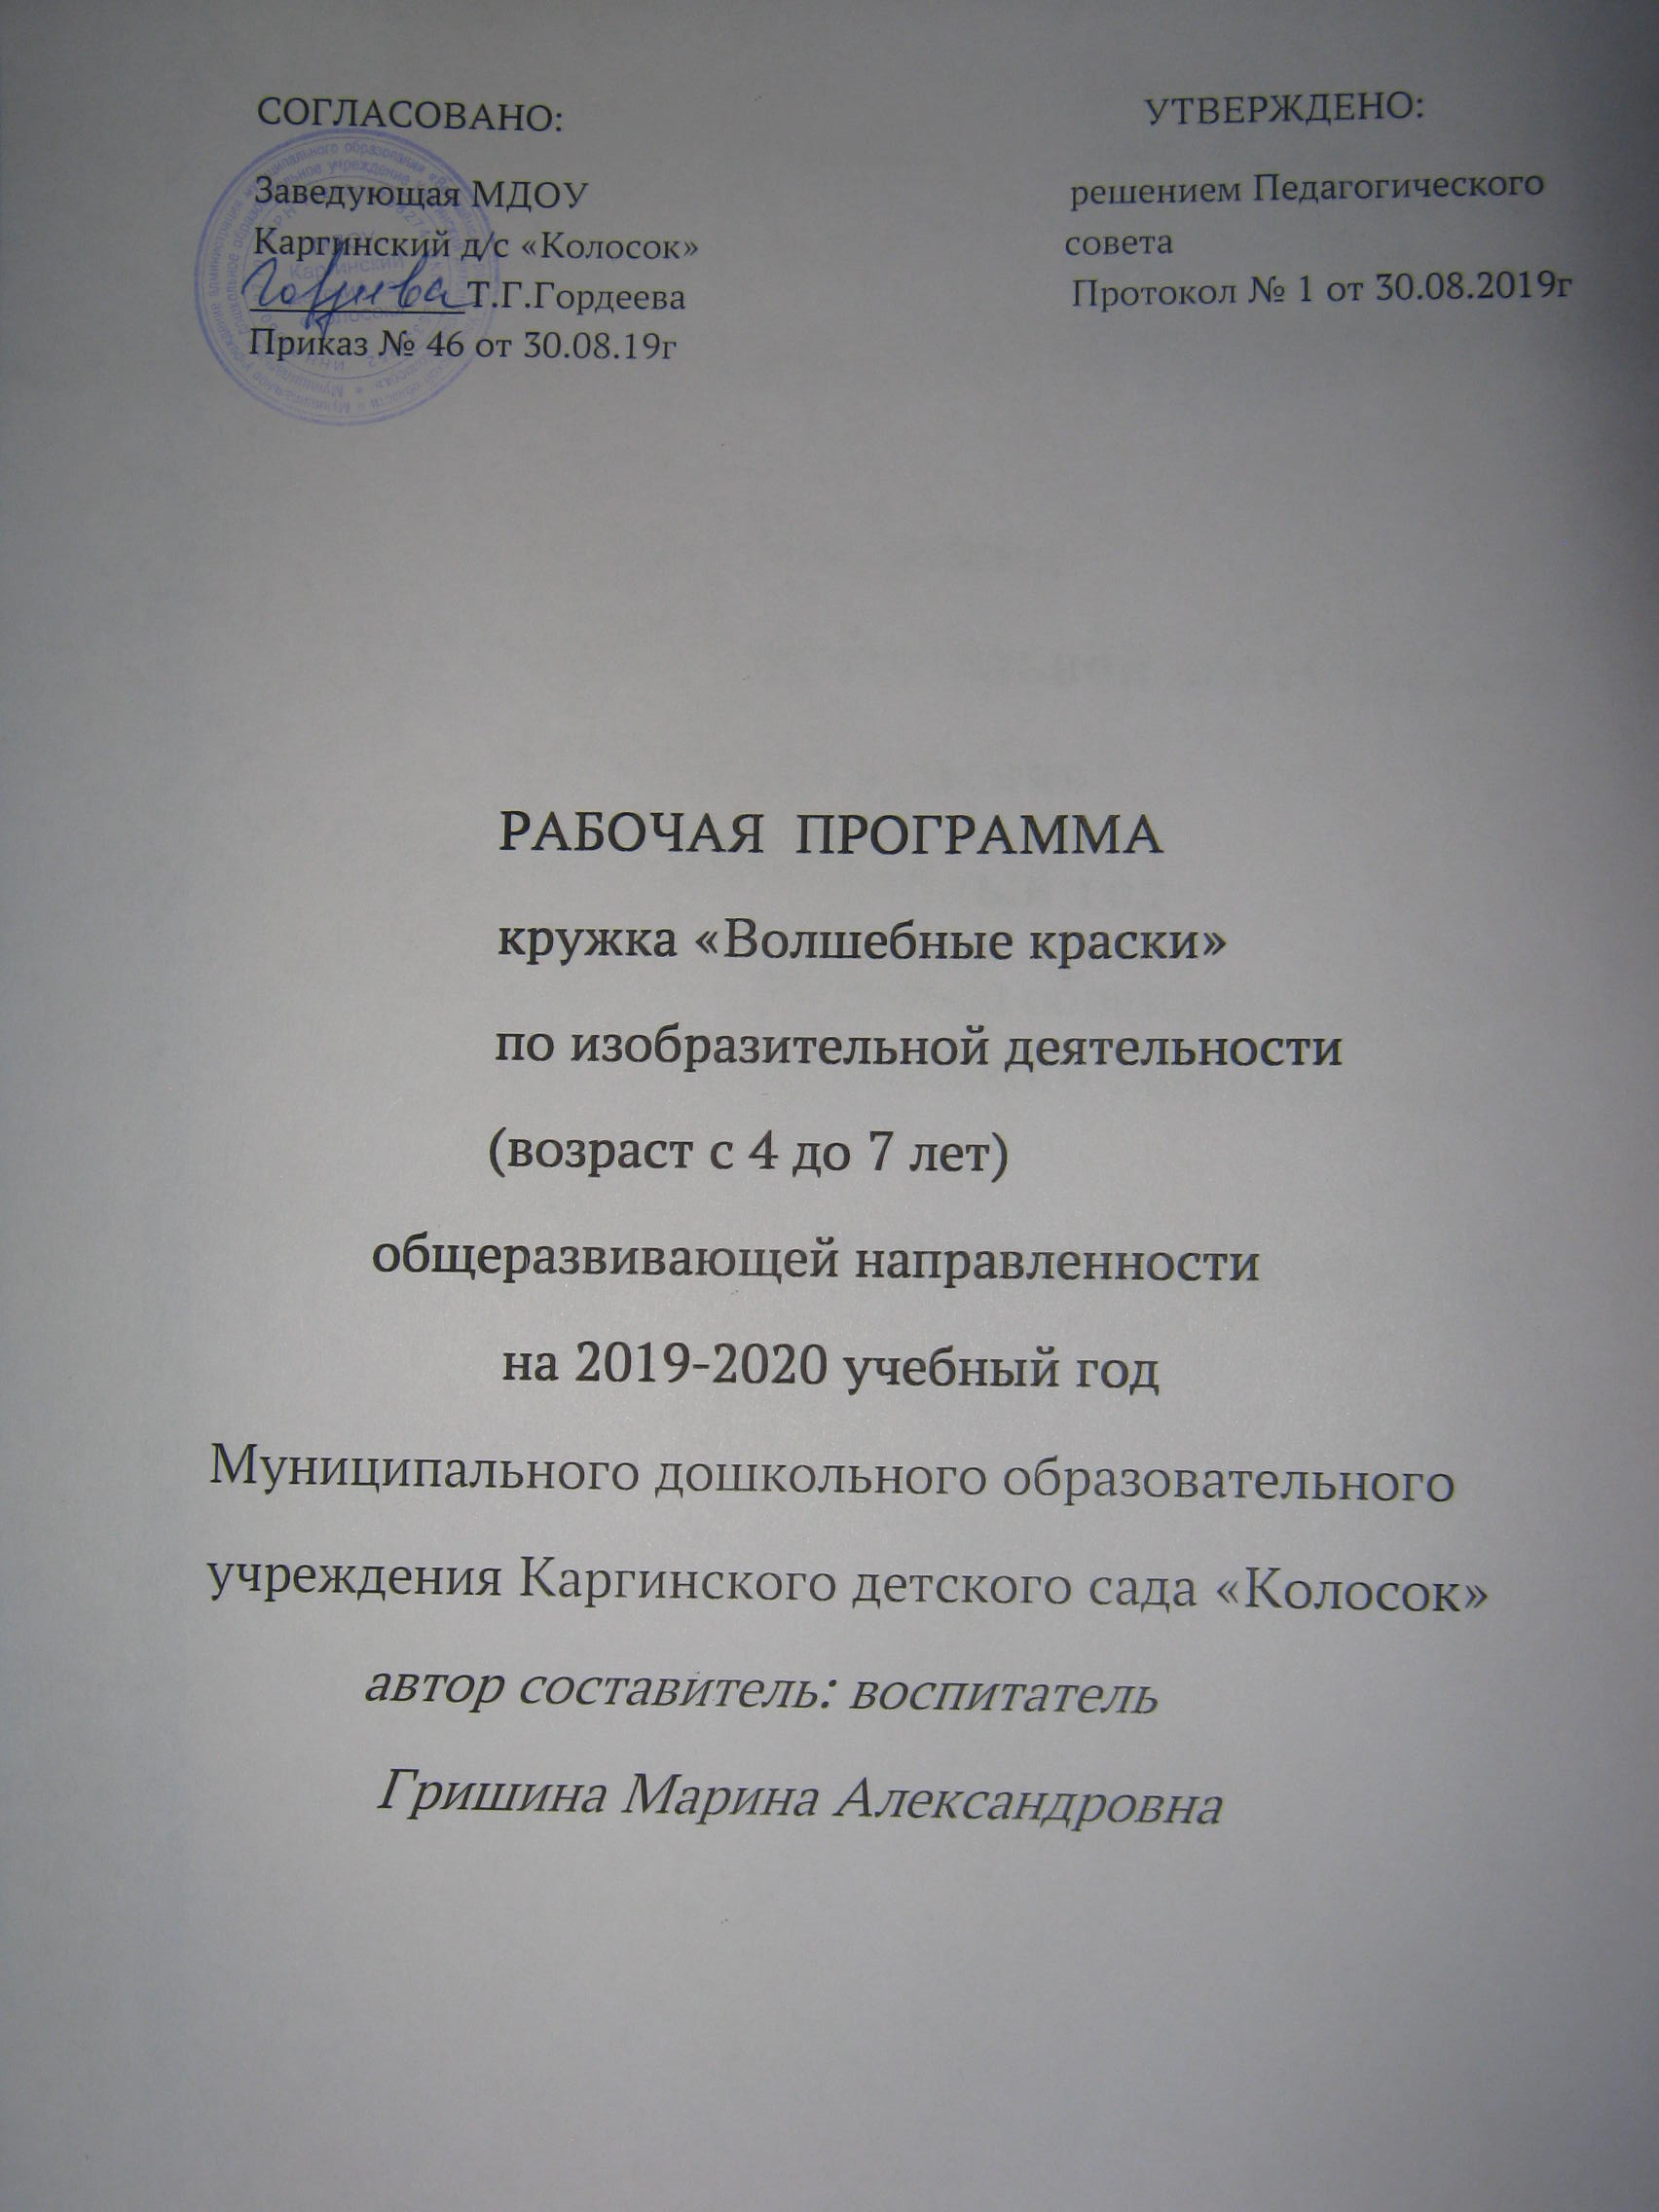 СОГЛАСОВАНО:
Заведующая МДОУ
Каргинский д/с «Колосок»
Т.Г.Гордеева
Приказ № 46 от 30.08.19г
УТВЕРЖДЕНО:
решением Педагогического
совета
Протокол № 1 от 30.08.2019г
РАБОЧАЯ ПРОГРАММА
кружка «Волшебные краски»
по изобразительной деятельности
(возраст с 4 до 7 лет)
общеразвивающей направленности
на 2019-2020 учебный год
Муниципального дошкольного образовательного
учреждения Каргинского детского сада «Колосок»
автор составитель: воспитатель
Гришина Марина Александровна